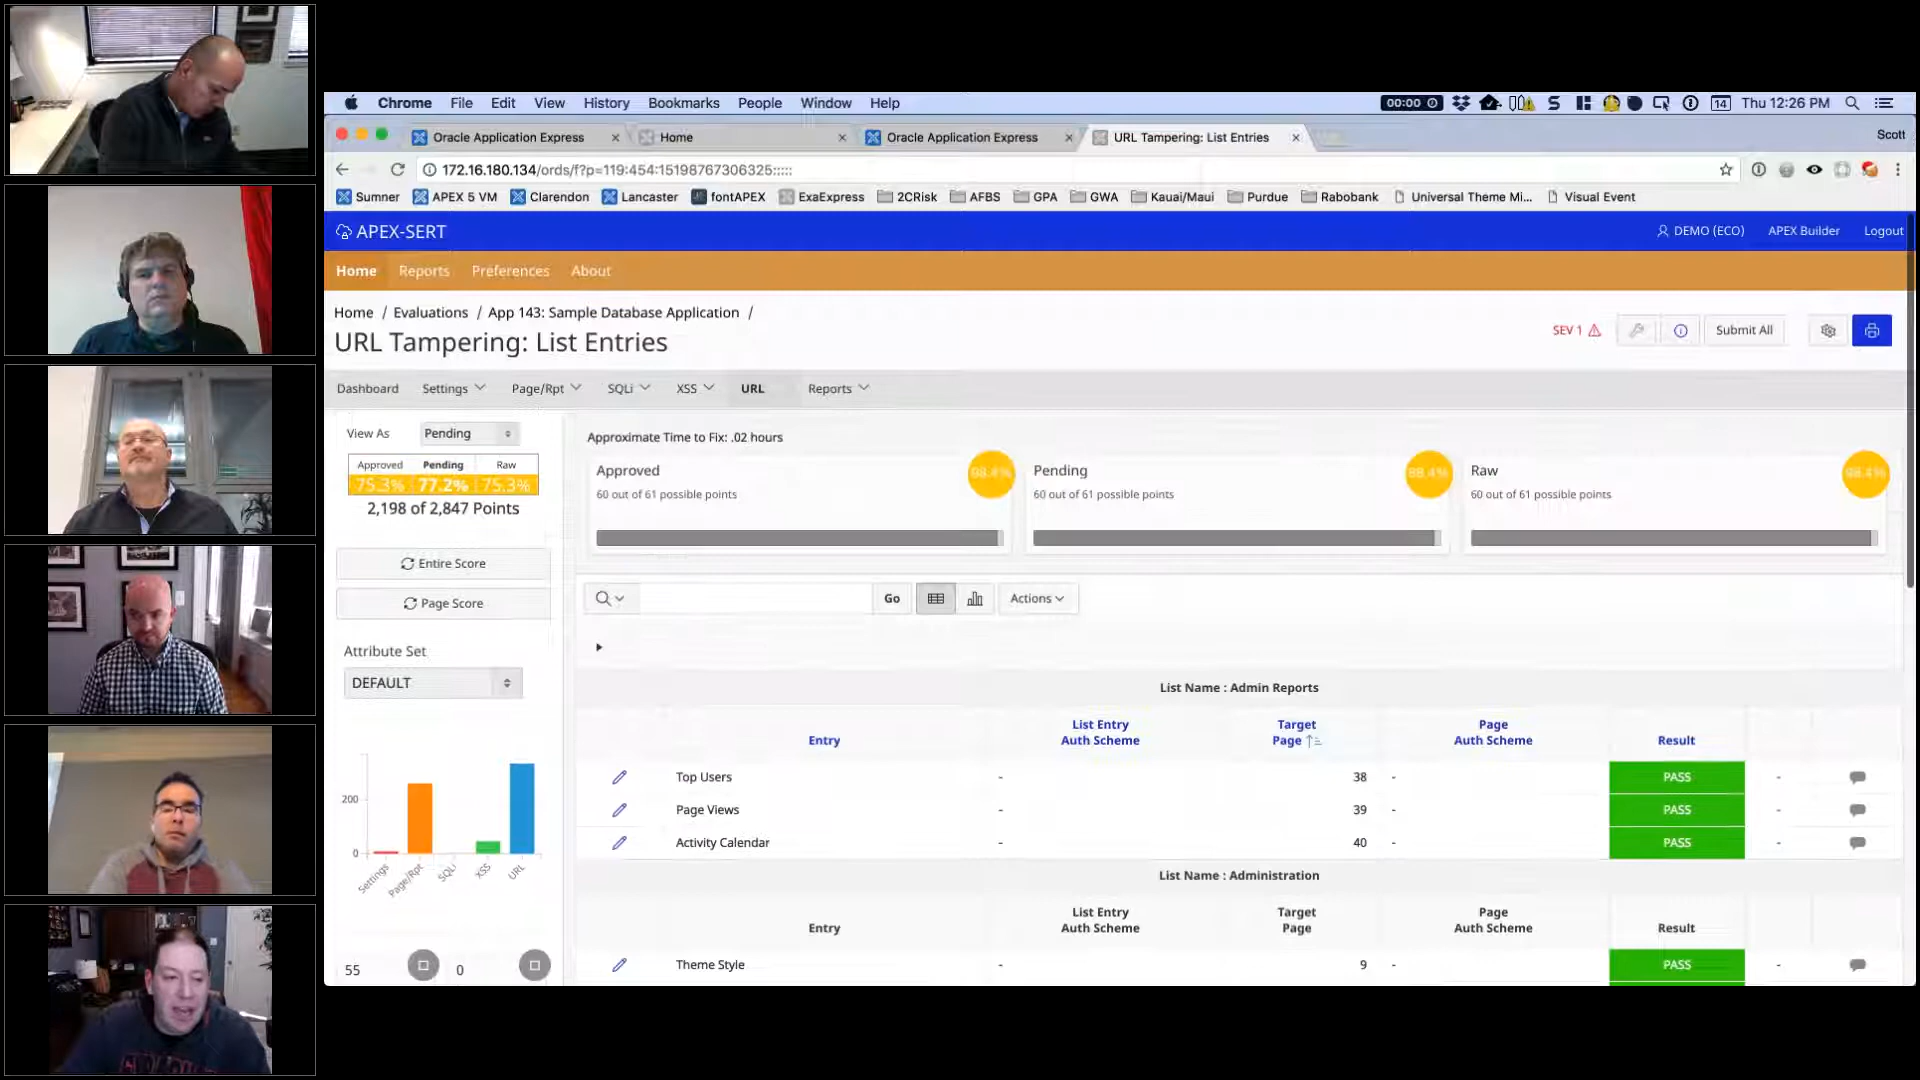 Chrome File Edit View History Bookmarks People Window Help 00:00 14 Thu 12:26 PM
Oracle Application Express Home Oracle Application Express URL Tampering: List Entries Scott
172.16.180.134/ords/f?p=119:454:15198767306325:::::
Sumner APEX 5 VM Clarendon Lancaster fontAPEX ExaExpress 2CRisk AFBS GPA GWA Kauai/Maui Purdue Rabobank Universal Theme Mi... Visual Event
APEX-SERT DEMO (ECO) APEX Builder Logout
Home Reports Preferences About
Home / Evaluations / App 143: Sample Database Application /
URL Tampering: List Entries
SEV 1 Submit All
Dashboard Settings Page/Rpt SQLi XSS URL Reports
View As Pending
Approved Pending Raw
75.3% 77.2% 75.3%
2,198 of 2,847 Points
Entire Score
Page Score
Attribute Set
DEFAULT
200
0
Settings Page/Rpt SQLi XSS URL
55 0
Approximate Time to Fix: .02 hours
Approved 98.4%
60 out of 61 possible points
Pending 98.4%
60 out of 61 possible points
Raw 98.4%
60 out of 61 possible points
Go Actions
List Name : Admin Reports
Entry List Entry Auth Scheme Target Page Page Auth Scheme Result
Top Users - 38 - PASS -
Page Views - 39 - PASS -
Activity Calendar - 40 - PASS -
List Name : Administration
Entry List Entry Auth Scheme Target Page Page Auth Scheme Result
Theme Style - 9 - PASS -